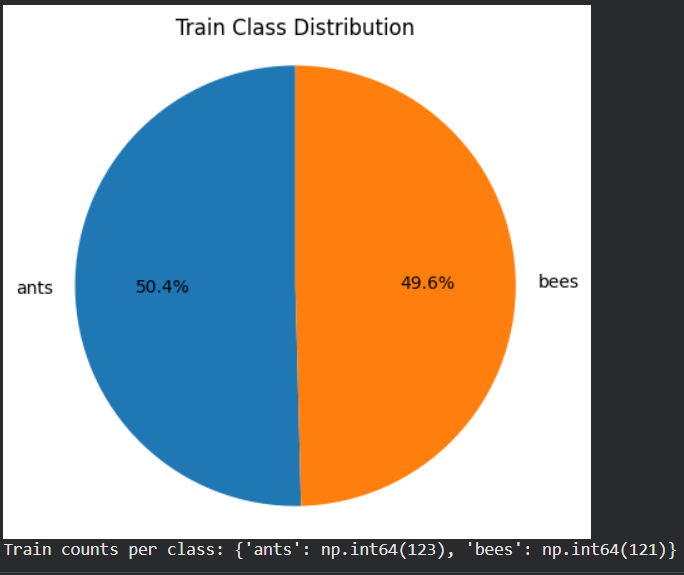 Train Class Distribution
ants
50.4%
49.6%
bees
Train counts per class: {'ants': np.int64(123), 'bees': np.int64(121)}